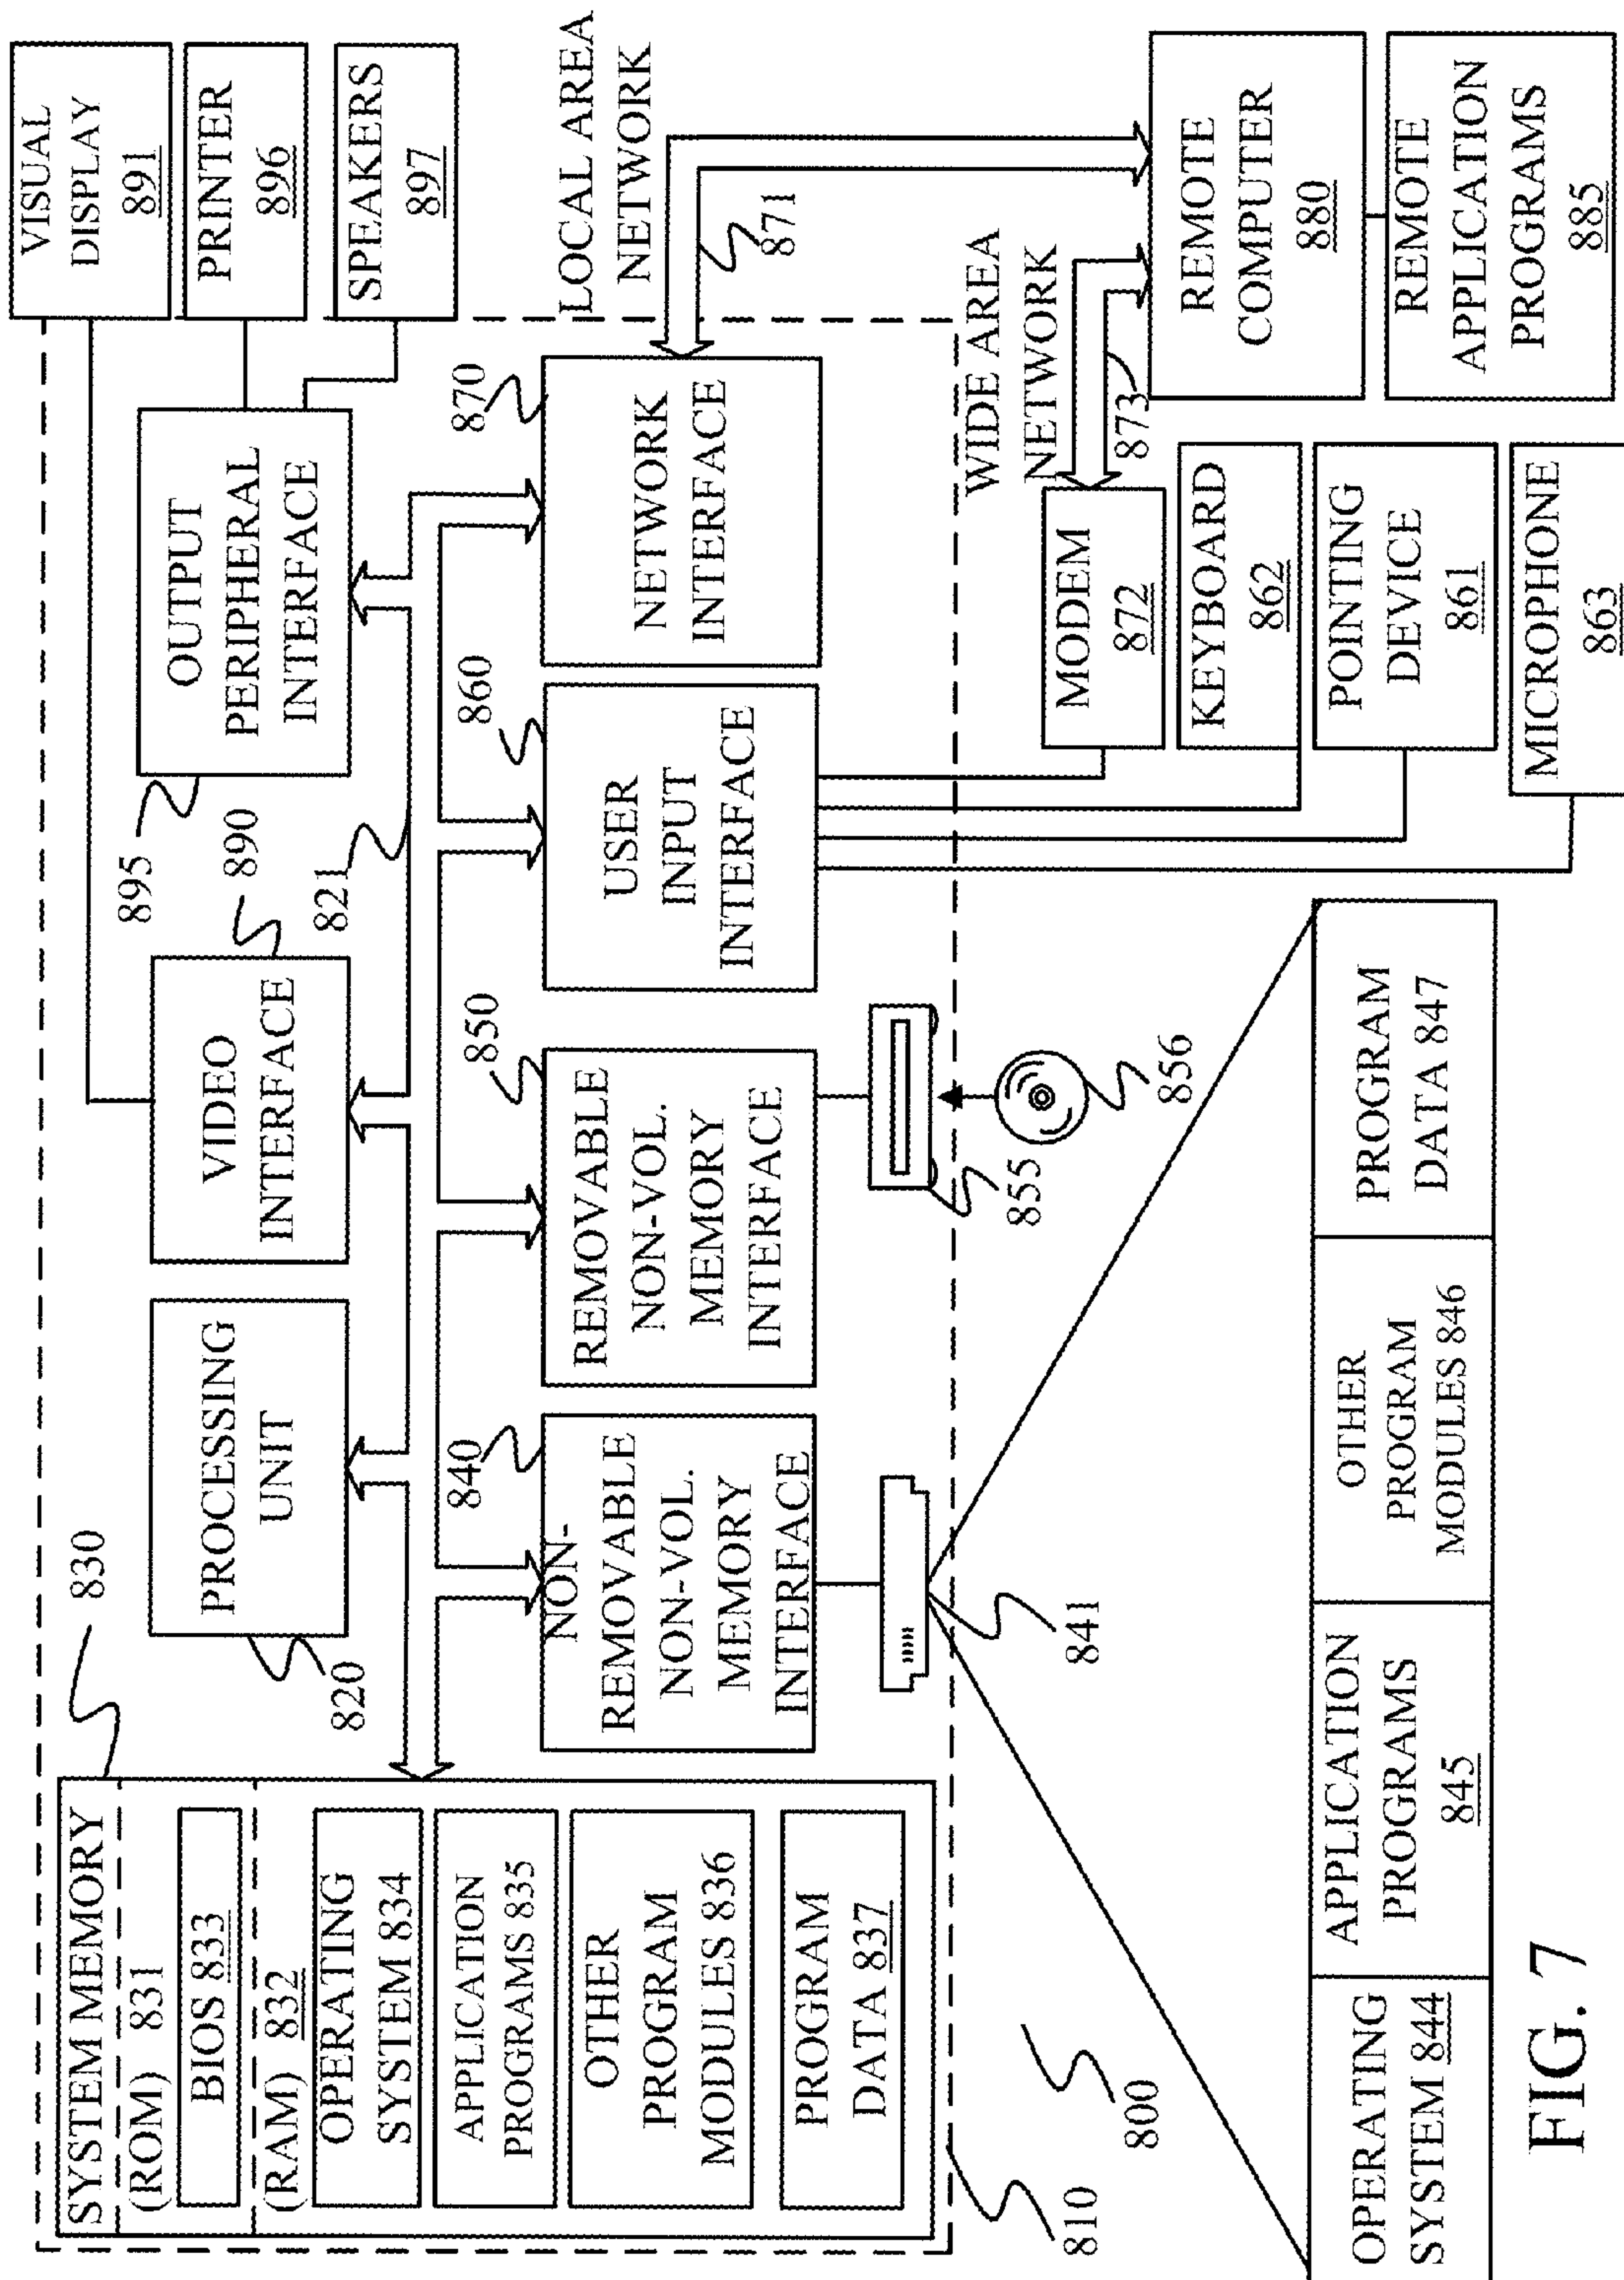 SYSTEM MEMORY
(ROM) 831
BIOS 833
(RAM) 832
OPERATING
SYSTEM 834
APPLICATION
PROGRAMS 835
OTHER
PROGRAM
MODULES 836
PROGRAM
DATA 837
830
820
PROCESSING
UNIT
VIDEO
INTERFACE
890
895
821
OUTPUT
PERIPHERAL
INTERFACE
VISUAL
DISPLAY
891
PRINTER
896
SPEAKERS
897
840
NON-
REMOVABLE
NON-VOL.
MEMORY
INTERFACE
850
REMOVABLE
NON-VOL.
MEMORY
INTERFACE
860
USER
INPUT
INTERFACE
870
NETWORK
INTERFACE
LOCAL AREA
NETWORK
871
810
800
841
855
856
WIDE AREA
NETWORK
873
MODEM
872
KEYBOARD
862
POINTING
DEVICE
861
MICROPHONE
863
REMOTE
COMPUTER
880
REMOTE
APPLICATION
PROGRAMS
885
OPERATING
SYSTEM 844
APPLICATION
PROGRAMS
845
OTHER
PROGRAM
MODULES 846
PROGRAM
DATA 847
FIG. 7